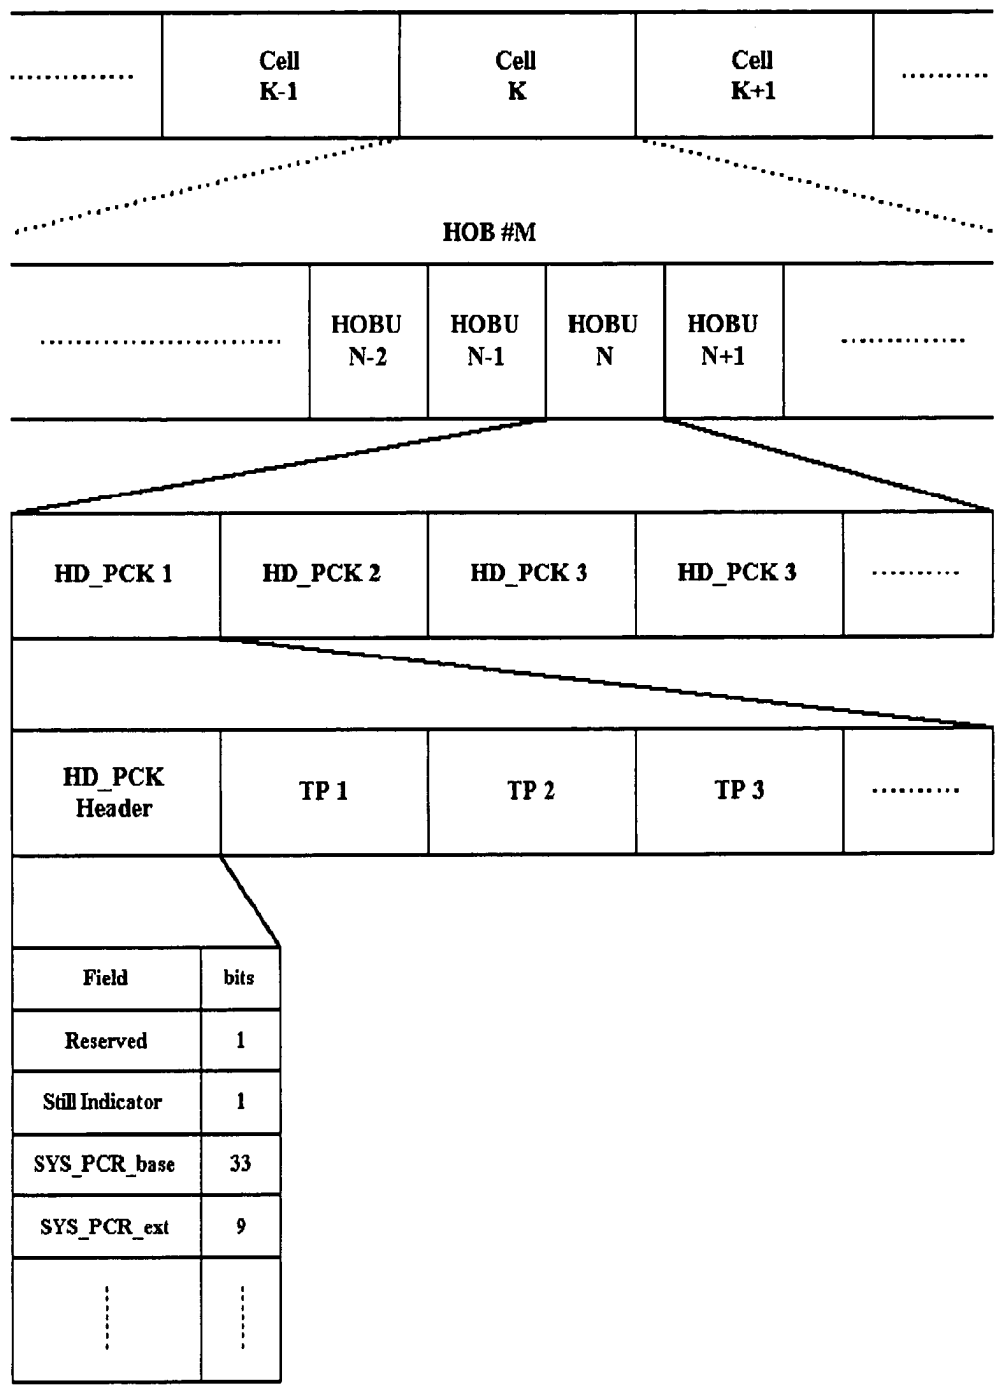 Cell
K-1
Cell
K
Cell
K+1
HOB #M
HOBU
N-2
HOBU
N-1
HOBU
N
HOBU
N+1
HD_PCK 1
HD_PCK 2
HD_PCK 3
HD_PCK 3
HD_PCK
Header
TP 1
TP 2
TP 3
Field bits
Reserved 1
Still Indicator 1
SYS_PCR_base 33
SYS_PCR_ext 9